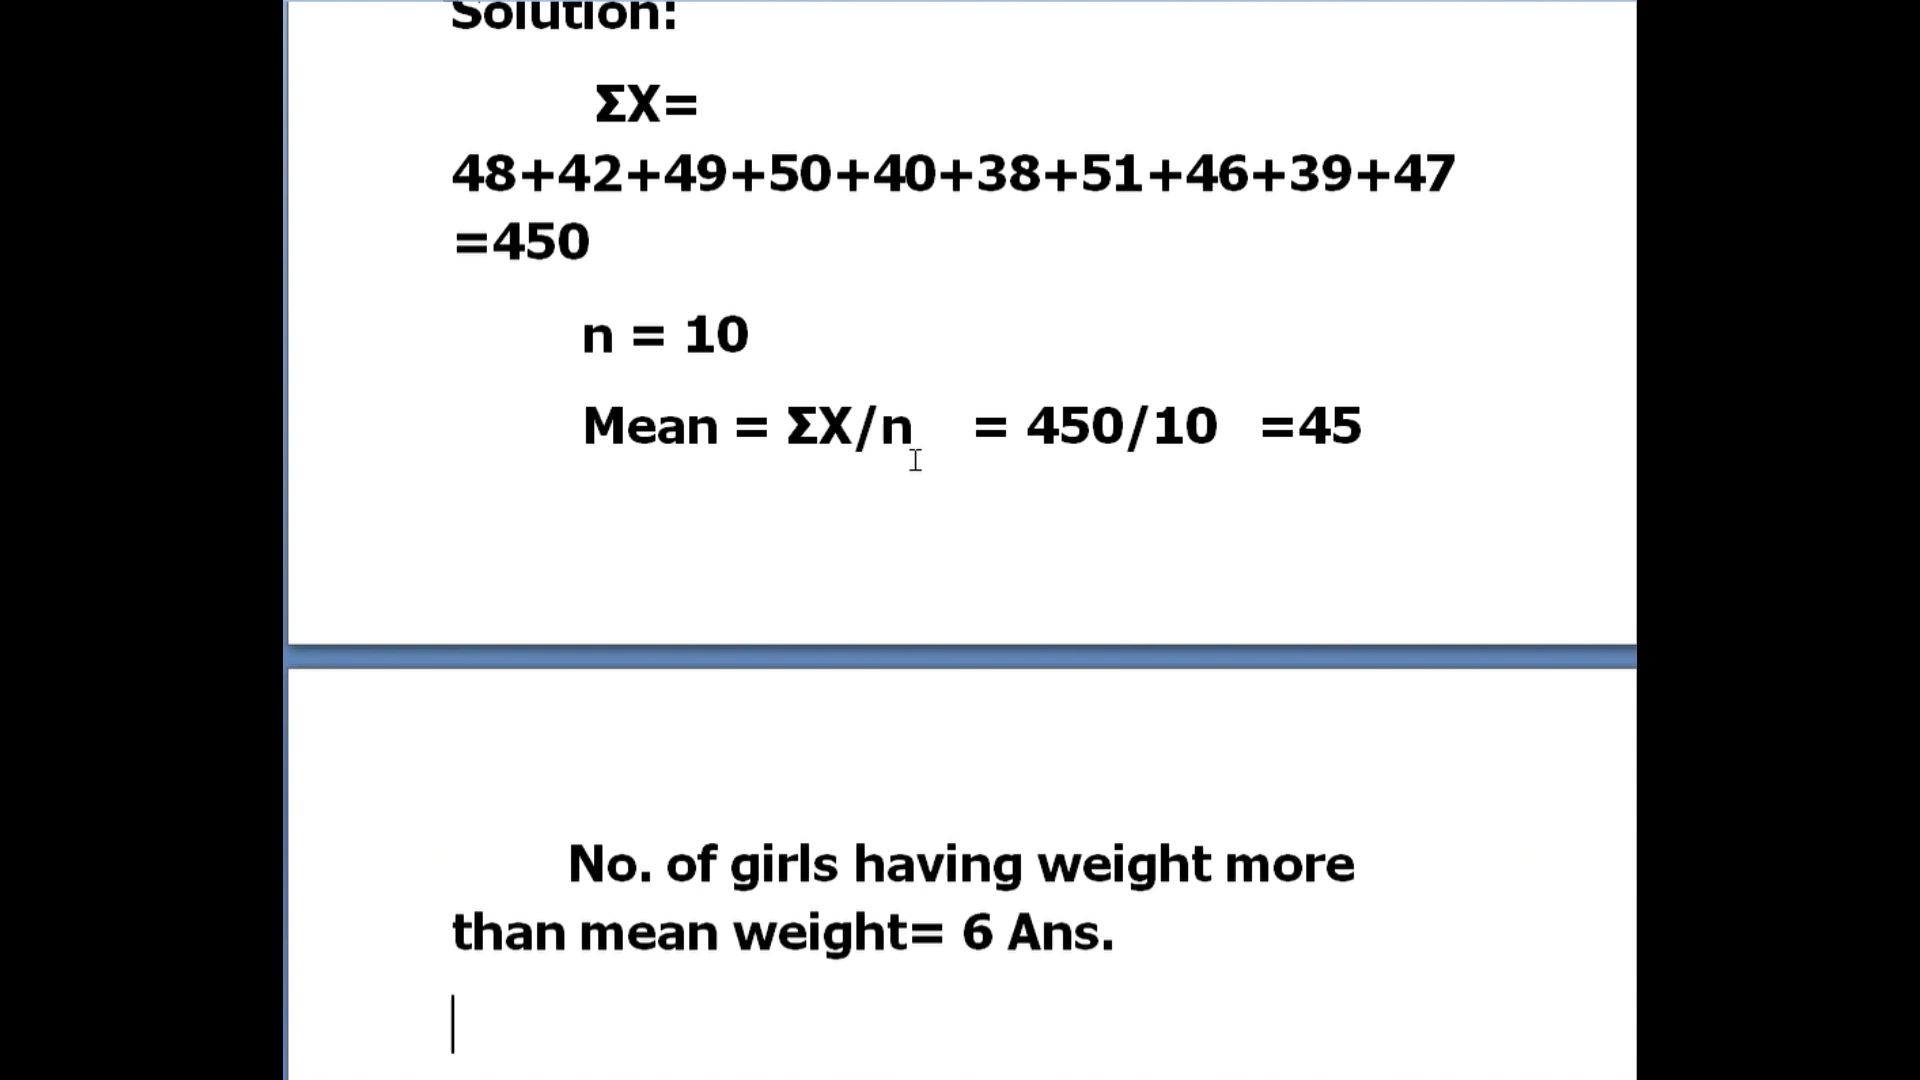 Solution:
ΣX=
48+42+49+50+40+38+51+46+39+47
=450
n = 10
Mean = ΣX/n = 450/10 =45
No. of girls having weight more
than mean weight= 6 Ans.